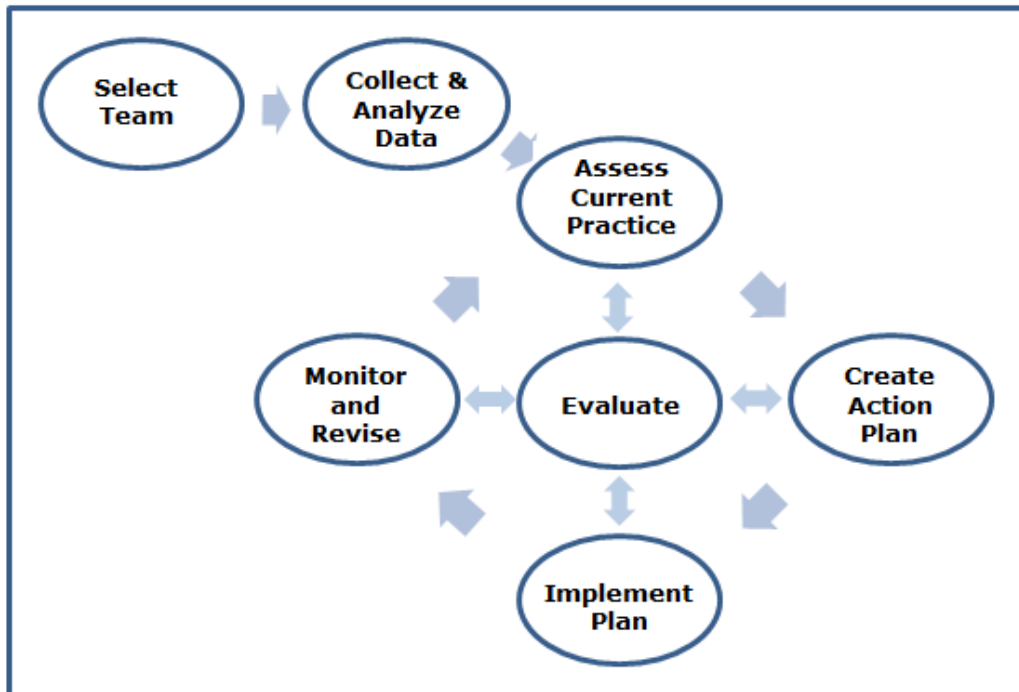 Select
Team
Collect &
Analyze
Data
Assess
Current
Practice
Monitor
and
Revise
Evaluate
Create
Action
Plan
Implement
Plan